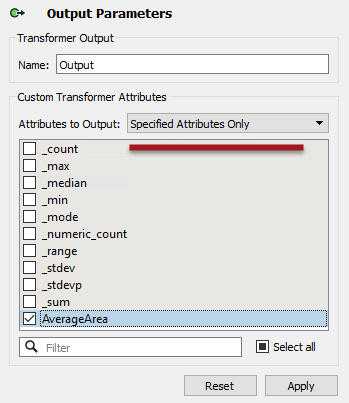 Output Parameters
Transformer Output
Name: Output
Custom Transformer Attributes
Attributes to Output: Specified Attributes Only
_count
_max
_median
_min
_mode
_numeric_count
_range
_stdev
_stdevp
_sum
AverageArea
Filter Select all
Reset Apply